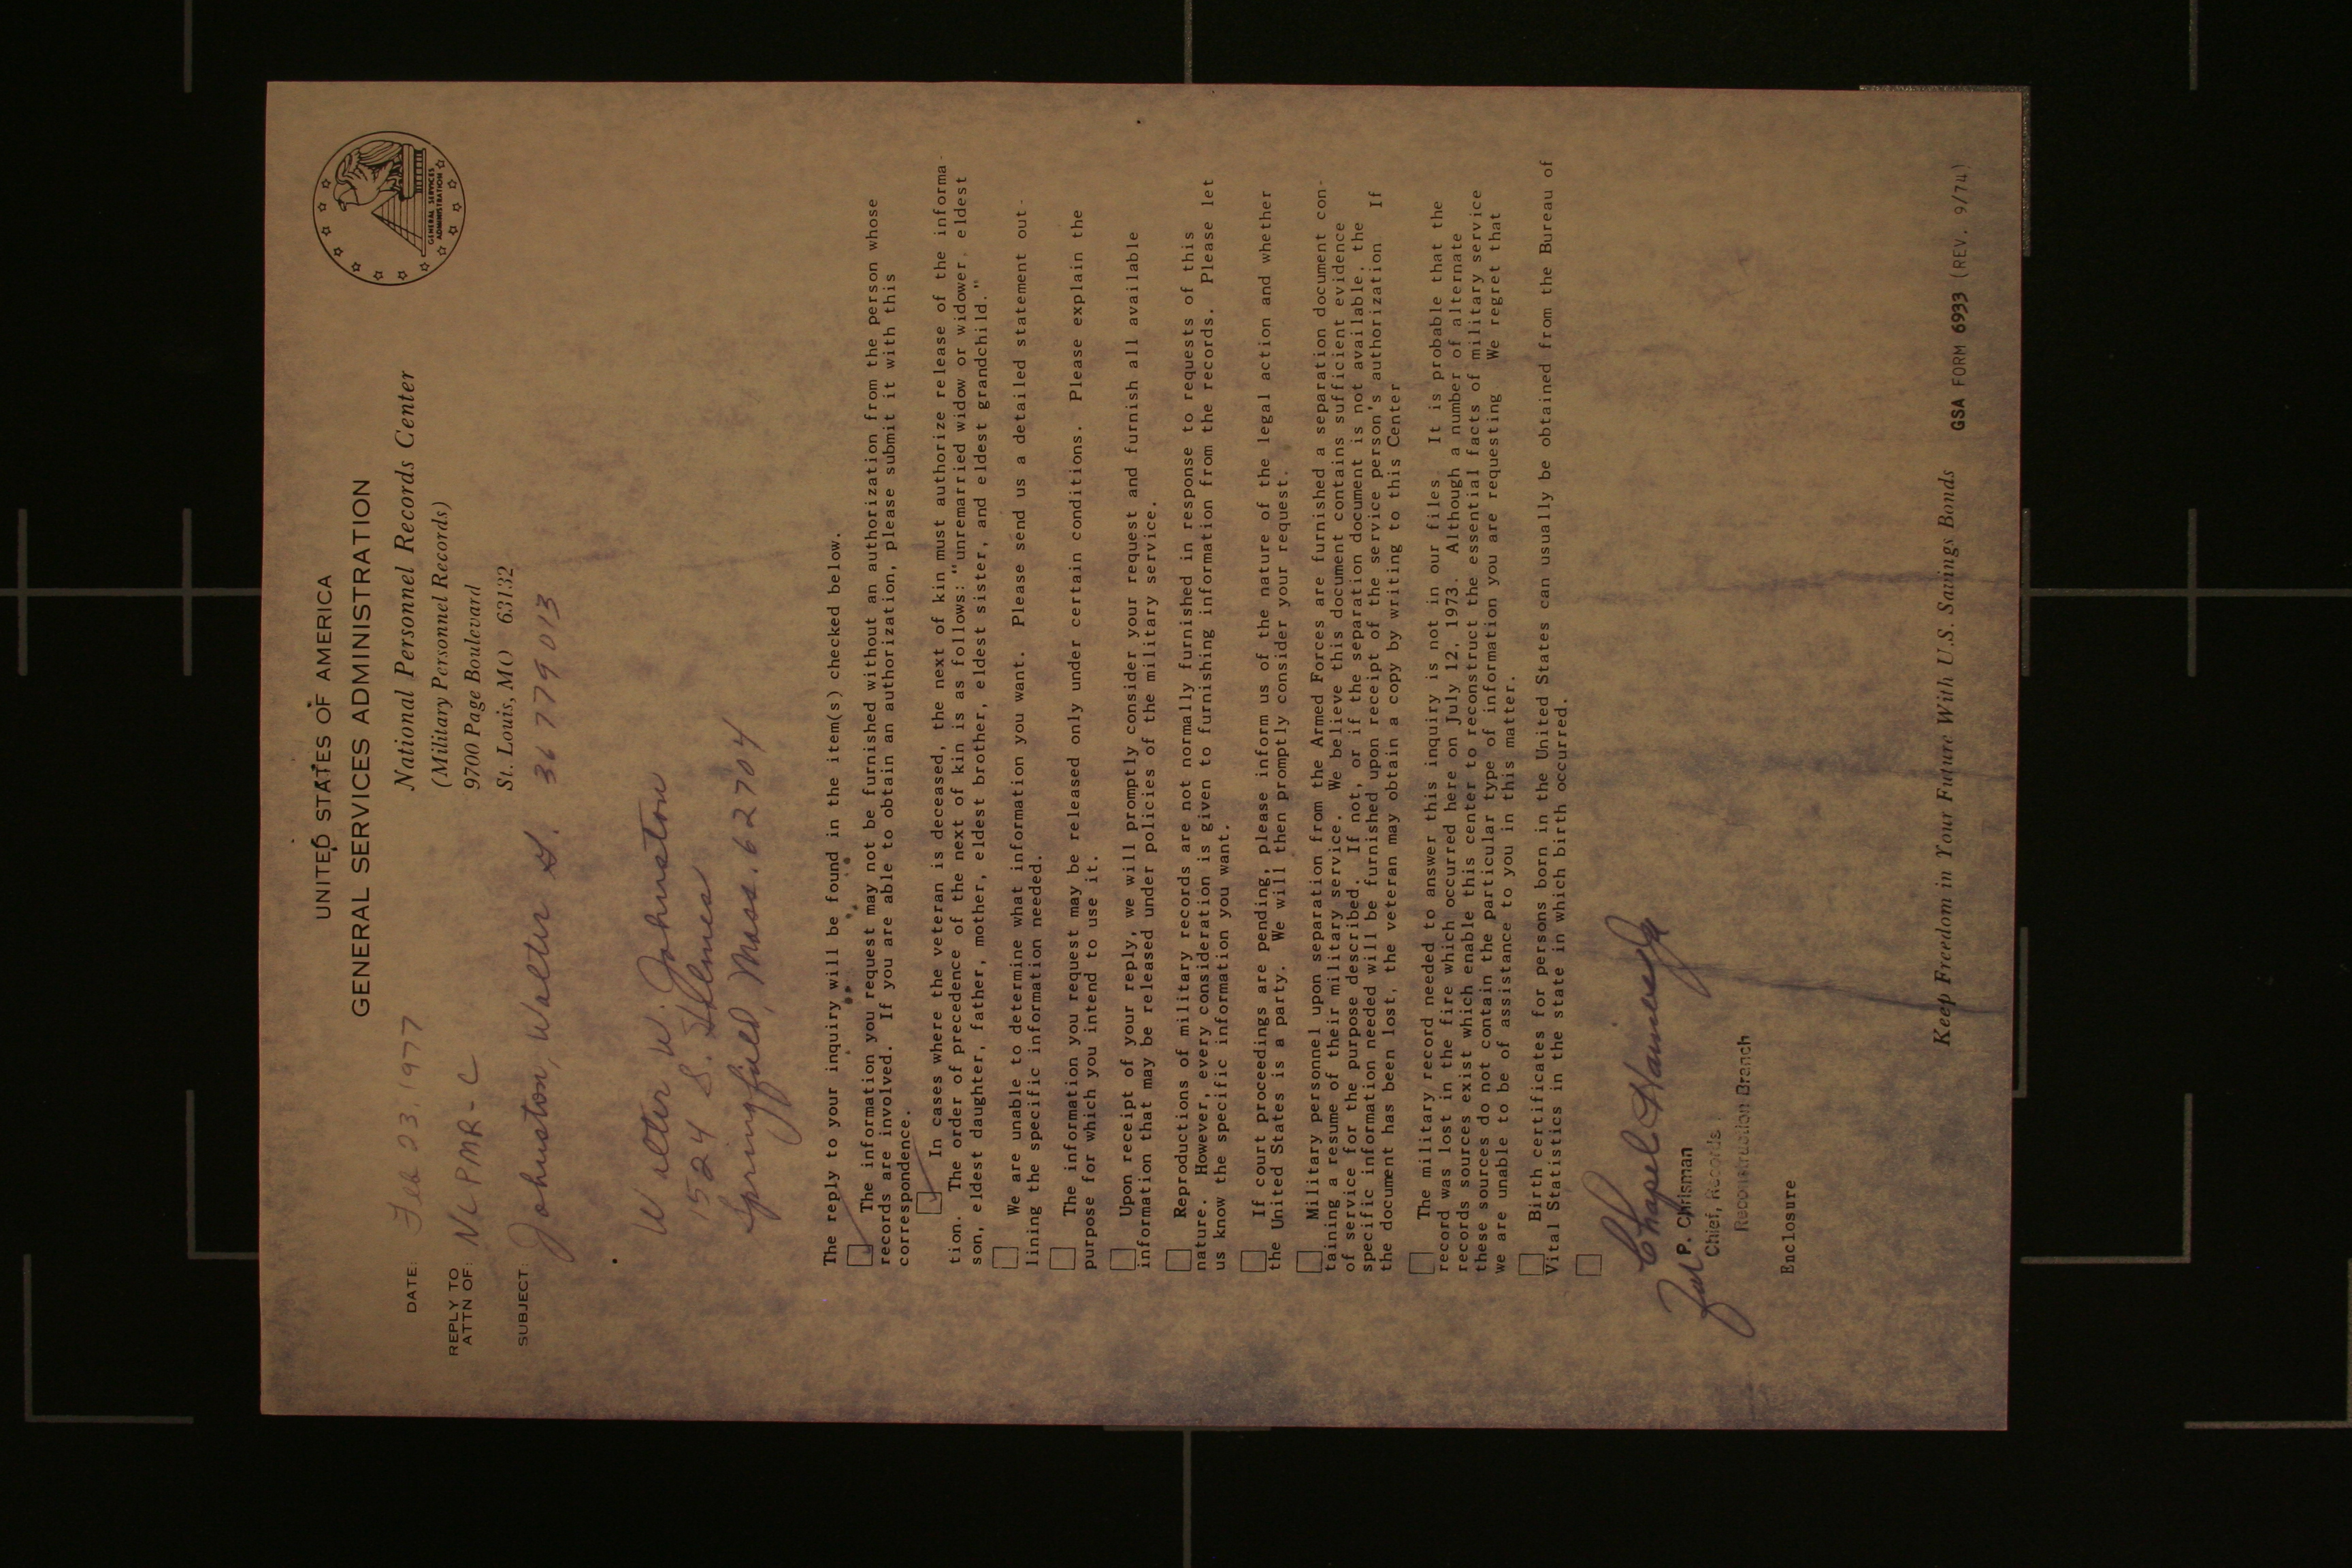 UNITED STATES OF AMERICA
GENERAL SERVICES ADMINISTRATION
National Personnel Records Center
(Military Personnel Records)
9700 Page Boulevard
St. Louis, MO 63132
GENERAL SERVICES
ADMINISTRATION
DATE: Feb 23, 1977
REPLY TO
ATTN OF: NCPMR-C
SUBJECT: Johnston, Walter G. 36 779 013
Walter W. Johnston
1524 S. Holmes
Springfield, Mass. 62704
The reply to your inquiry will be found in the item(s) checked below.
The information you request may not be furnished without an authorization from the person whose
records are involved. If you are able to obtain an authorization, please submit it with this
correspondence.
In cases where the veteran is deceased, the next of kin must authorize release of the informa-
tion. The order of precedence of the next of kin is as follows: "unremarried widow or widower, eldest
son, eldest daughter, father, mother, eldest brother, eldest sister, and eldest grandchild."
We are unable to determine what information you want. Please send us a detailed statement out-
lining the specific information needed.
The information you request may be released only under certain conditions. Please explain the
purpose for which you intend to use it.
Upon receipt of your reply, we will promptly consider your request and furnish all available
information that may be released under policies of the military service.
Reproductions of military records are not normally furnished in response to requests of this
nature. However, every consideration is given to furnishing information from the records. Please let
us know the specific information you want.
If court proceedings are pending, please inform us of the nature of the legal action and whether
the United States is a party. We will then promptly consider your request.
Military personnel upon separation from the Armed Forces are furnished a separation document con-
taining a resume of their military service. We believe this document contains sufficient evidence
of service for the purpose described. If not, or if the separation document is not available, the
specific information needed will be furnished upon receipt of the service person's authorization If
the document has been lost, the veteran may obtain a copy by writing to this Center
The military record needed to answer this inquiry is not in our files. It is probable that the
record was lost in the fire which occurred here on July 12, 1973. Although a number of alternate
records sources exist which enable this center to reconstruct the essential facts of military service
these sources do not contain the particular type of information you are requesting We regret that
we are unable to be of assistance to you in this matter.
Birth certificates for persons born in the United States can usually be obtained from the Bureau of
Vital Statistics in the state in which birth occurred.
for P. Chrisman
Chief, Records
Reconstruction Branch
Enclosure
Keep Freedom in Your Future With U.S. Savings Bonds
GSA FORM 6933 (REV. 9/74)